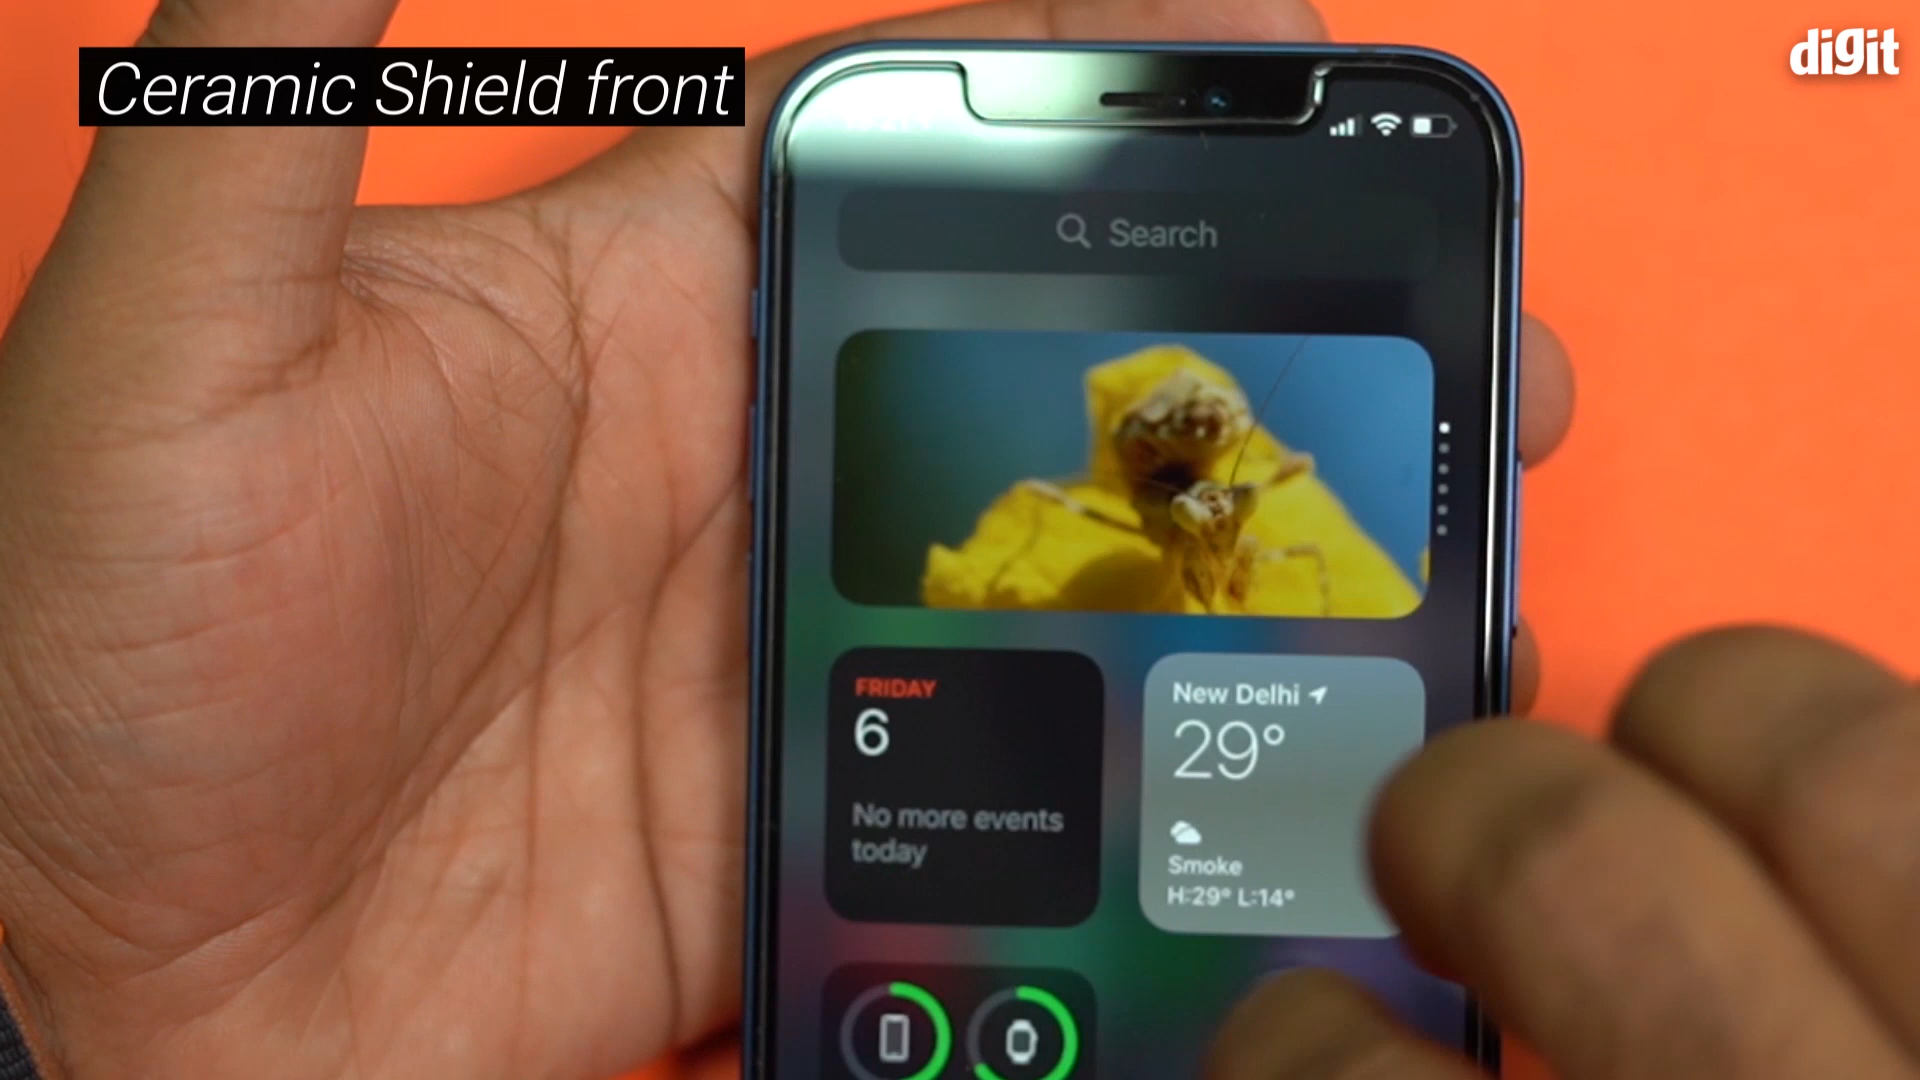 Ceramic Shield front
digit
Search
FRIDAY
6
No more events
today
New Delhi
29°
Smoke
H:29° L:14°